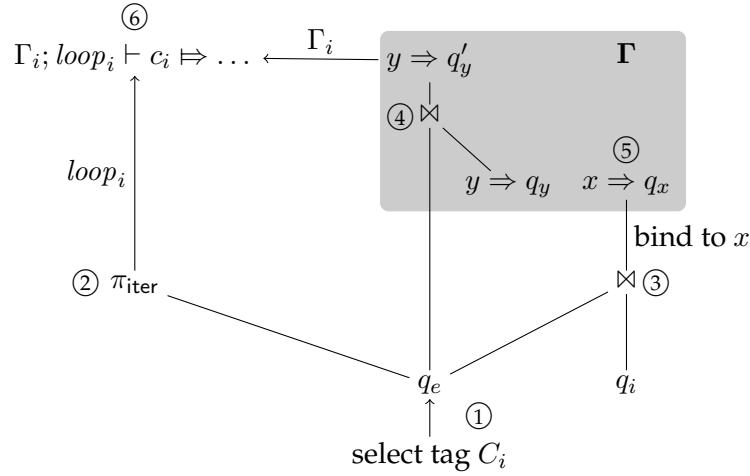 ⑥
Γ_i; loop_i ⊢ c_i ⤇ …
Γ_i
y ⇒ q′_y
Γ
④ ⋈
⑤
loop_i
y ⇒ q_y
x ⇒ q_x
bind to x
② π_iter
⋈ ③
q_e
q_i
①
select tag C_i